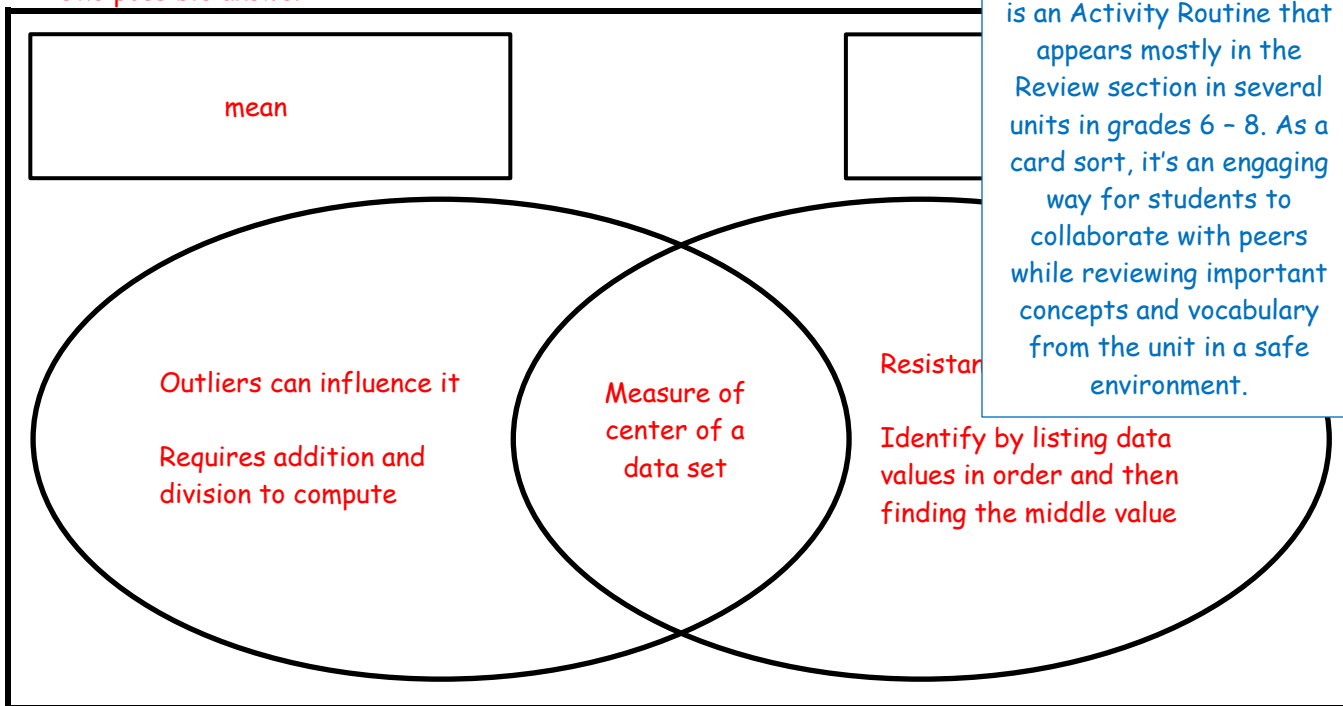 is an Activity Routine that
appears mostly in the
Review section in several
units in grades 6 – 8. As a
card sort, it's an engaging
way for students to
collaborate with peers
while reviewing important
concepts and vocabulary
from the unit in a safe
environment.
mean
Outliers can influence it
Requires addition and
division to compute
Measure of
center of a
data set
Identify by listing data
values in order and then
finding the middle value